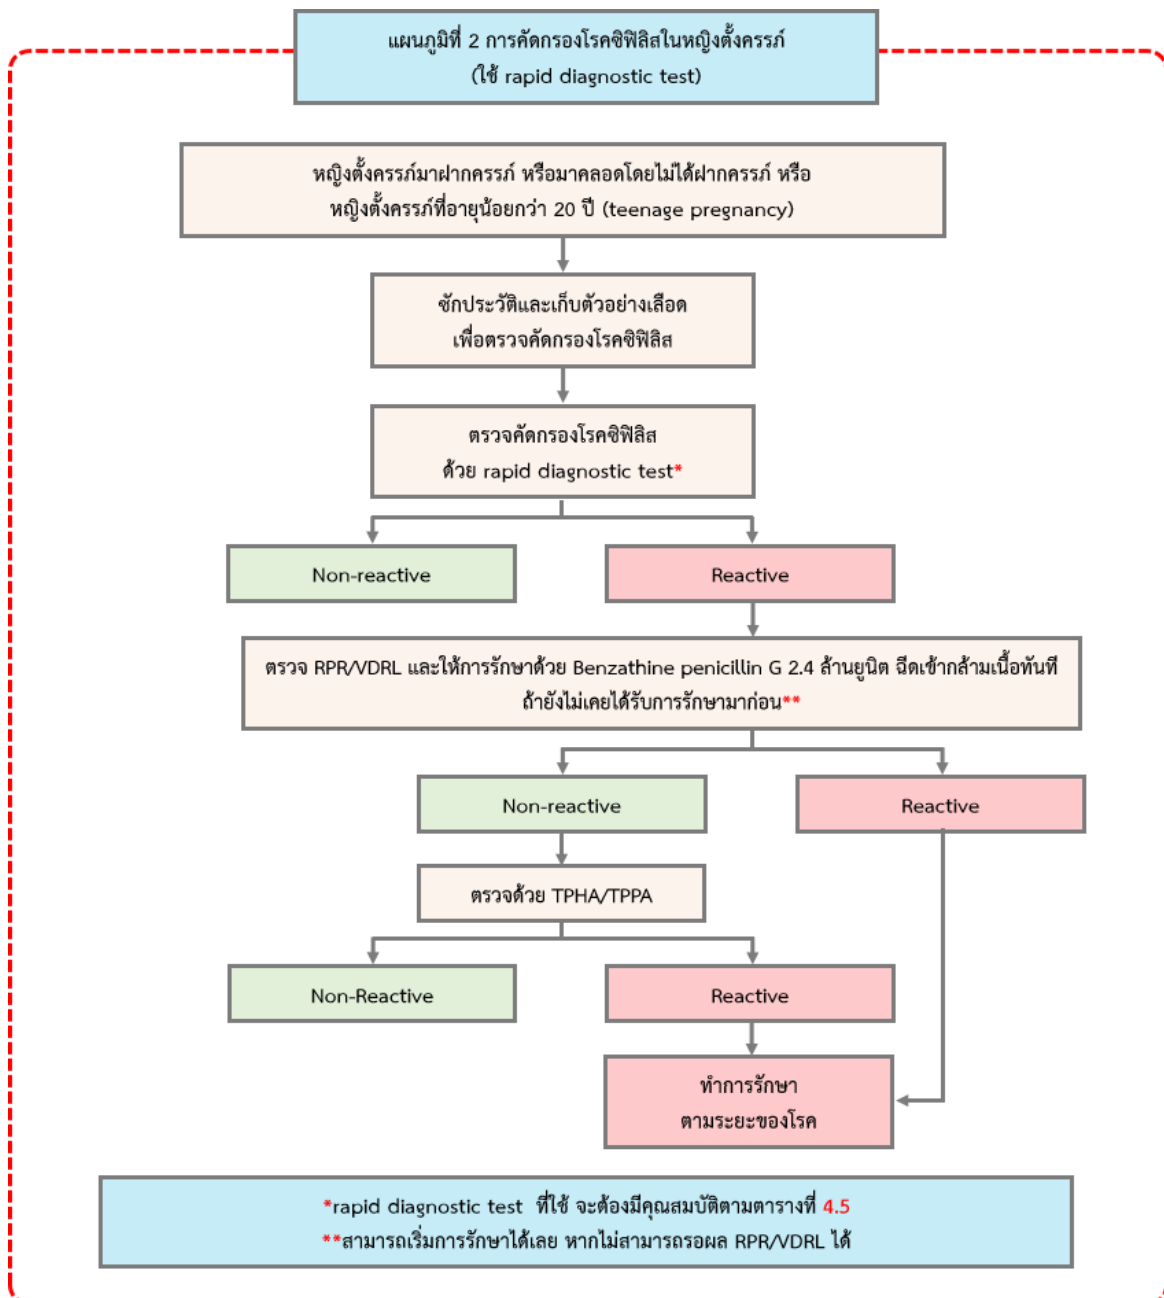 แผนภูมิที่ 2 การคัดกรองโรคซิฟิลิสในหญิงตั้งครรภ์
(ใช้ rapid diagnostic test)
หญิงตั้งครรภ์มาฝากครรภ์ หรือมาคลอดโดยไม่ได้ฝากครรภ์ หรือ
หญิงตั้งครรภ์ที่อายุน้อยกว่า 20 ปี (teenage pregnancy)
ซักประวัติและเก็บตัวอย่างเลือด
เพื่อตรวจคัดกรองโรคซิฟิลิส
ตรวจคัดกรองโรคซิฟิลิส
ด้วย rapid diagnostic test*
Non-reactive
Reactive
ตรวจ RPR/VDRL และให้การรักษาด้วย Benzathine penicillin G 2.4 ล้านยูนิต ฉีดเข้ากล้ามเนื้อทันที
ถ้ายังไม่เคยได้รับการรักษามาก่อน**
Non-reactive
Reactive
ตรวจด้วย TPHA/TPPA
Non-Reactive
Reactive
ทำการรักษา
ตามระยะของโรค
*rapid diagnostic test ที่ใช้ จะต้องมีคุณสมบัติตามตารางที่ 4.5
**สามารถเริ่มการรักษาได้เลย หากไม่สามารถรอผล RPR/VDRL ได้